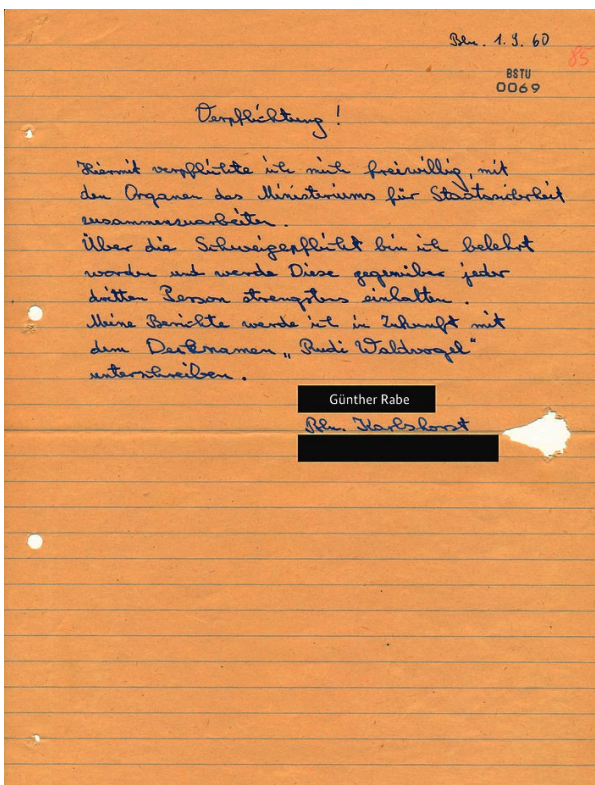 Bln. 1.9.60
85
BSTU
0069
Verpflichtung !
Hiermit verpflichte ich mich freiwillig, mit
den Organen des Ministeriums für Staatssicherheit
zusammenzuarbeiten.
Über die Schweigepflicht bin ich belehrt
worden und werde Diese gegenüber jeder
dritten Person strengstens einhalten.
Meine Berichte werde ich in Zukunft mit
dem Decknamen „Rudi Waldvogel“
unterschreiben.
Günther Rabe
Bln. Karlshorst